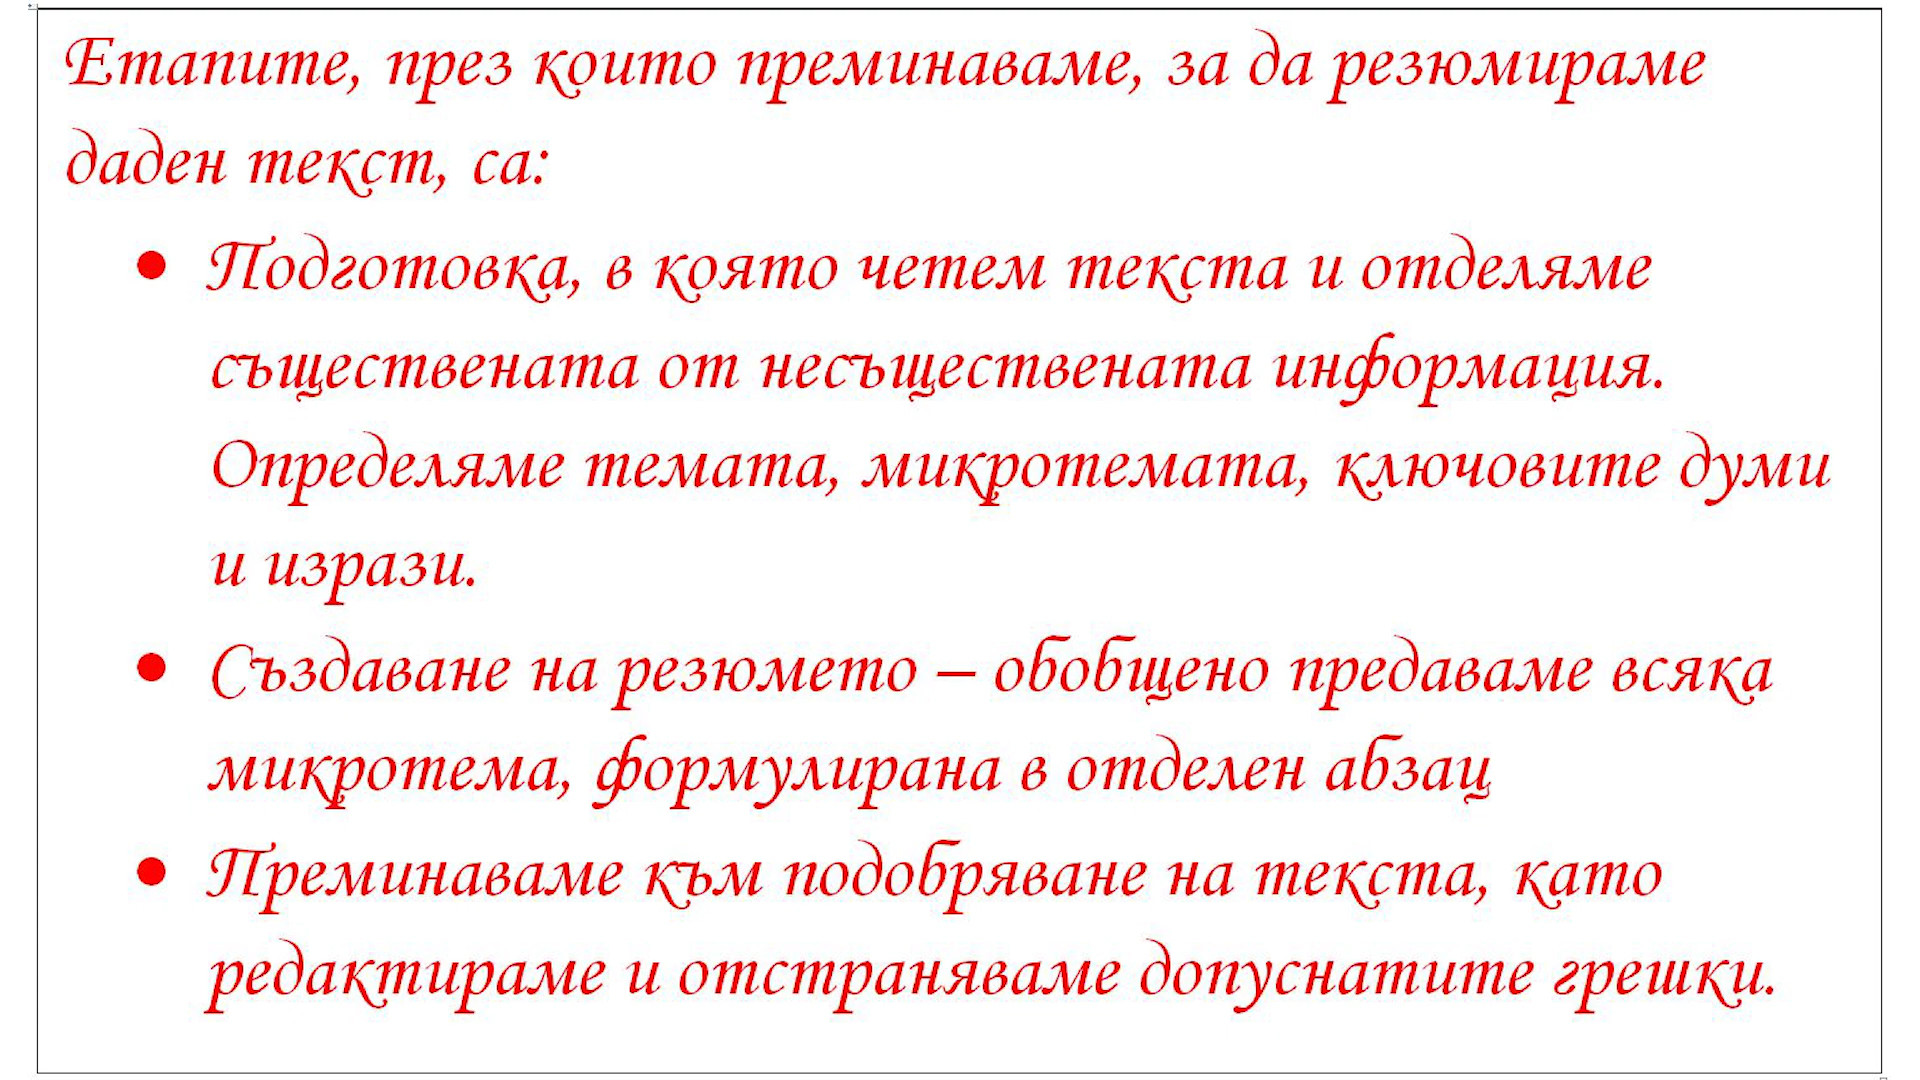 Етапите, през които преминаваме, за да резюмираме
даден текст, са:
• Подготовка, в която четем текста и отделяме
съществената от несъществената информация.
Определяме темата, микротемата, ключовите думи
и изрази.
• Създаване на резюмето – обобщено предаваме всяка
микротема, формулирана в отделен абзац
• Преминаваме към подобряване на текста, като
редактираме и отстраняваме допуснатите грешки.